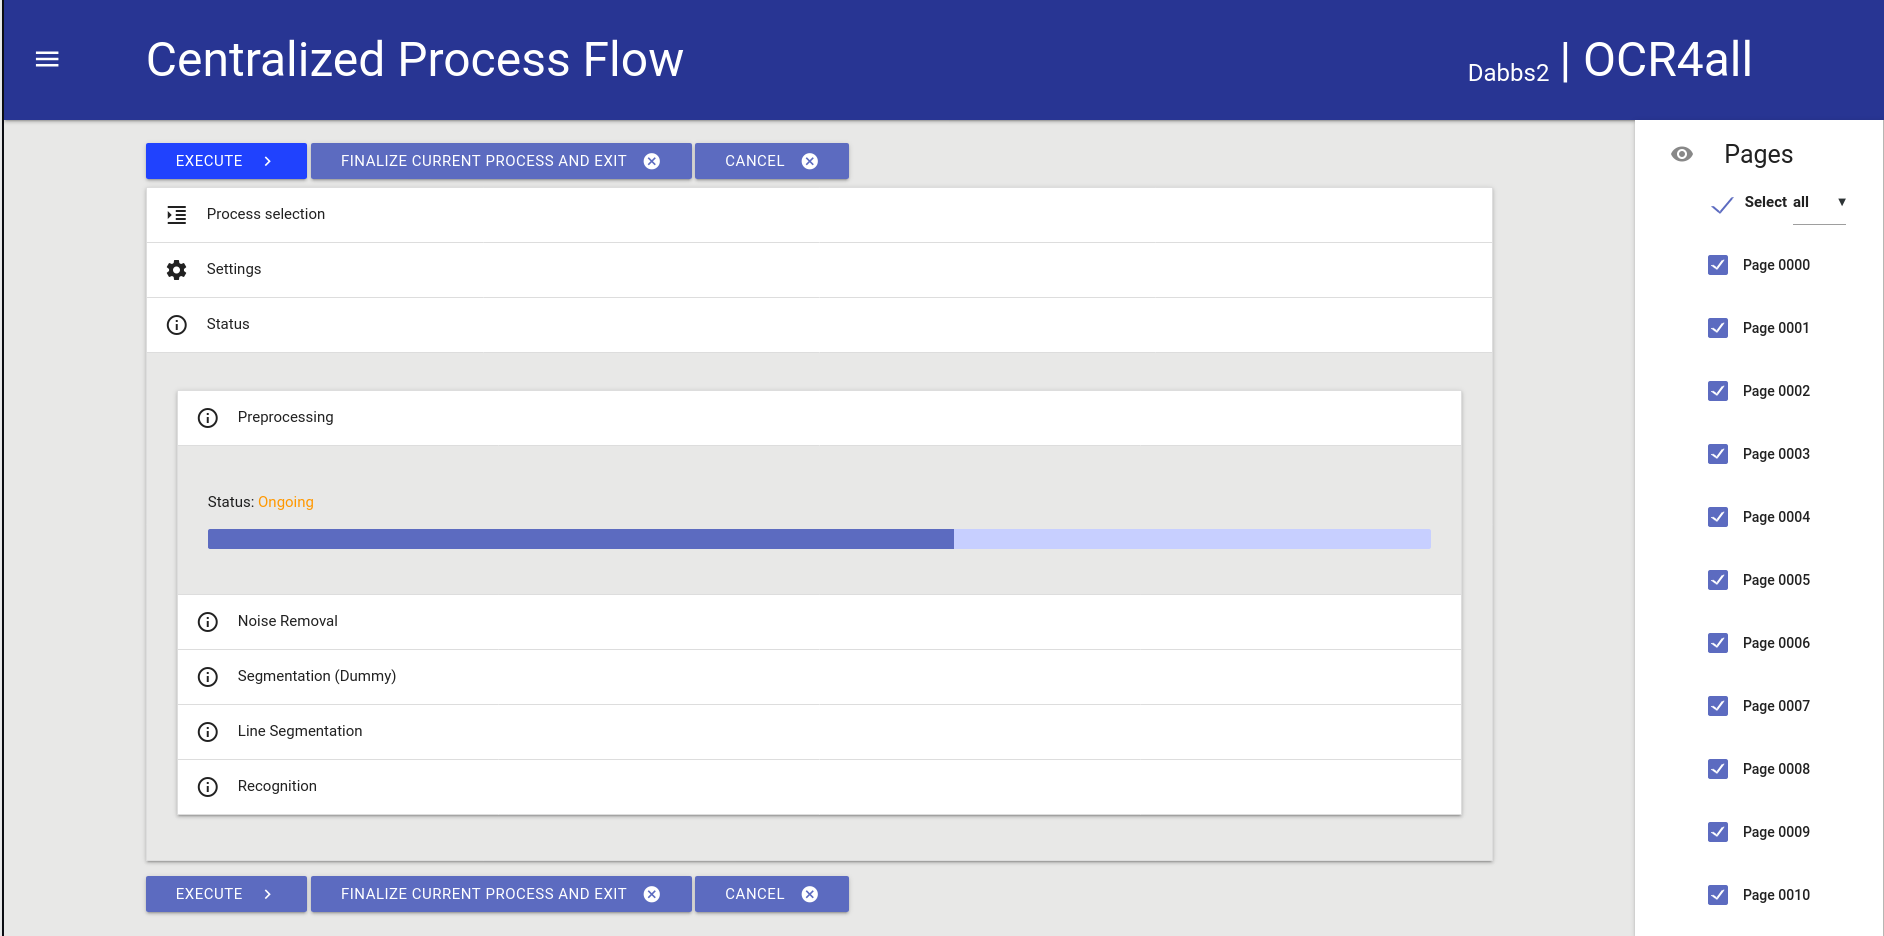 Centralized Process Flow
Dabbs2 | OCR4all
EXECUTE
FINALIZE CURRENT PROCESS AND EXIT
CANCEL
Process selection
Settings
Status
Preprocessing
Status: Ongoing
Noise Removal
Segmentation (Dummy)
Line Segmentation
Recognition
EXECUTE
FINALIZE CURRENT PROCESS AND EXIT
CANCEL
Pages
Select all
Page 0000
Page 0001
Page 0002
Page 0003
Page 0004
Page 0005
Page 0006
Page 0007
Page 0008
Page 0009
Page 0010